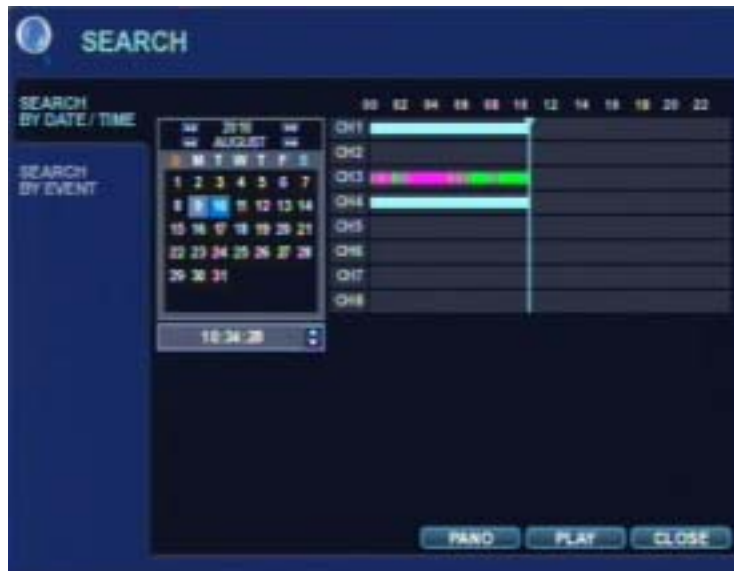 SEARCH
SEARCH
BY DATE / TIME
SEARCH
BY EVENT
00 02 04 06 08 10 12 14 16 18 20 22
2010
AUGUST
S M T W T F S
1 2 3 4 5 6 7
8 9 10 11 12 13 14
15 16 17 18 19 20 21
22 23 24 25 26 27 28
29 30 31
10:34:28
CH1
CH2
CH3
CH4
CH5
CH6
CH7
CH8
PANO PLAY CLOSE